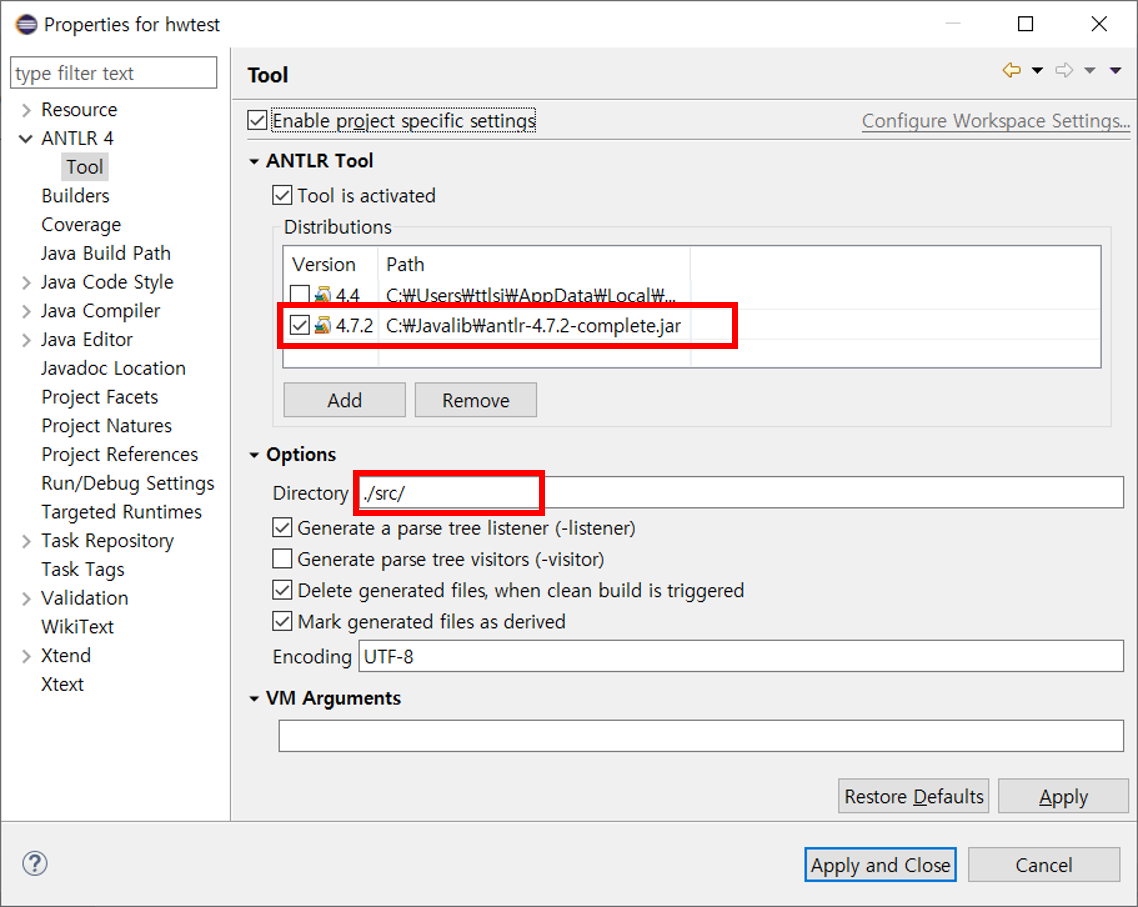 Properties for hwtest
type filter text
Resource
ANTLR 4
Tool
Builders
Coverage
Java Build Path
Java Code Style
Java Compiler
Java Editor
Javadoc Location
Project Facets
Project Natures
Project References
Run/Debug Settings
Targeted Runtimes
Task Repository
Task Tags
Validation
WikiText
Xtend
Xtext
Tool
Enable project specific settings
Configure Workspace Settings...
ANTLR Tool
Tool is activated
Distributions
Version Path
4.4 C:₩Users₩ttlsi₩AppData₩Local₩...
4.7.2 C:₩Javalib₩antlr-4.7.2-complete.jar
Add Remove
Options
Directory ./src/
Generate a parse tree listener (-listener)
Generate parse tree visitors (-visitor)
Delete generated files, when clean build is triggered
Mark generated files as derived
Encoding UTF-8
VM Arguments
Restore Defaults Apply
? Apply and Close Cancel